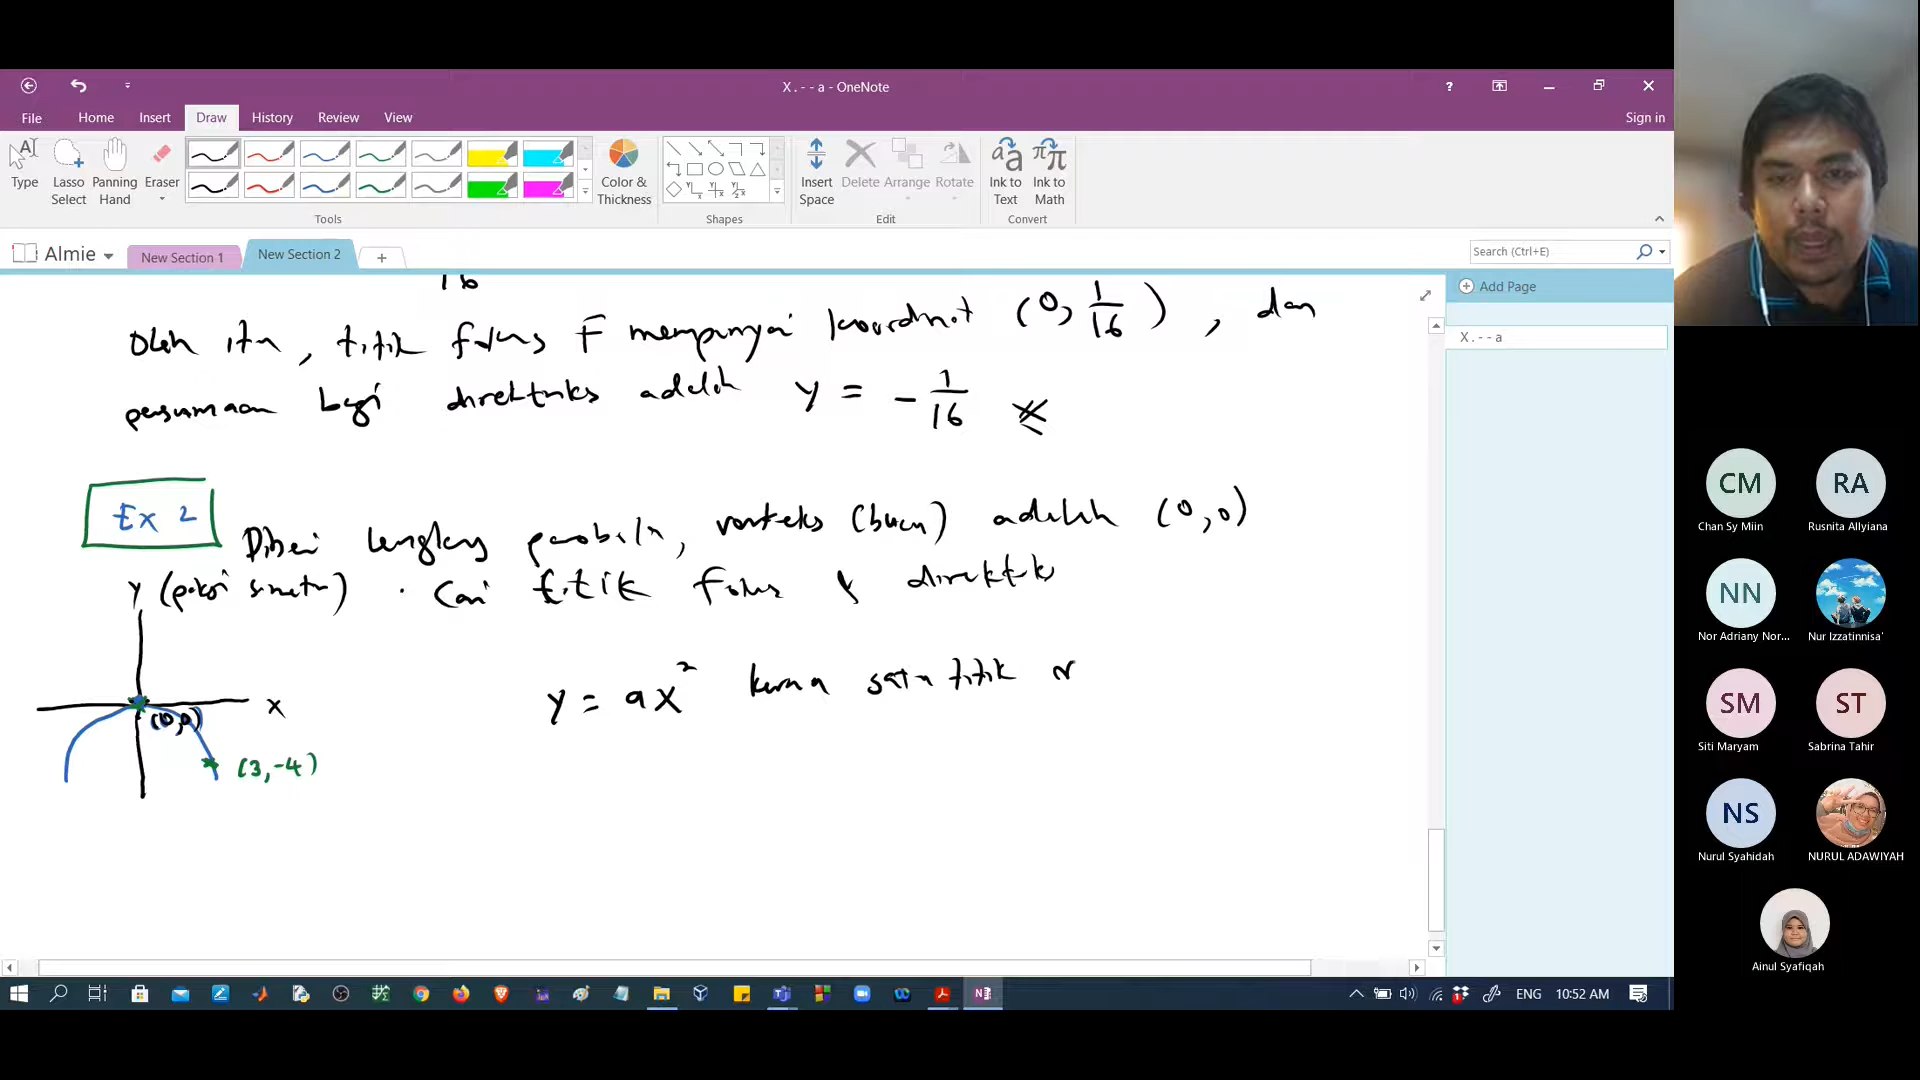 X . - - a - OneNote
File Home Insert Draw History Review View
Sign in
Type
Lasso Select
Panning Hand
Eraser
Color & Thickness
Insert Space
Delete Arrange Rotate
Ink to Text
Ink to Math
Tools
Shapes
Edit
Convert
Almie
New Section 1
New Section 2
Search (Ctrl+E)
Add Page
X . - - a
16
Oleh itu, titik fokus F mempunyai koordinat (0, 1/16), dan
persamaan bagi direktriks adalah y = - 1/16
Ex 2
Diberi lengkung parabola, verteks (bucu) adalah (0,0)
y (paksi simetri) . Cari titik fokus & direktriks
y = ax² kerana satu titik
x
(0,0)
(3,-4)
ENG 10:52 AM
CM
Chan Sy Miin
RA
Rusnita Allyiana
NN
Nor Adriany Nor...
Nur Izzatinnisa'
SM
Siti Maryam
ST
Sabrina Tahir
NS
Nurul Syahidah
NURUL ADAWIYAH
Ainul Syafiqah